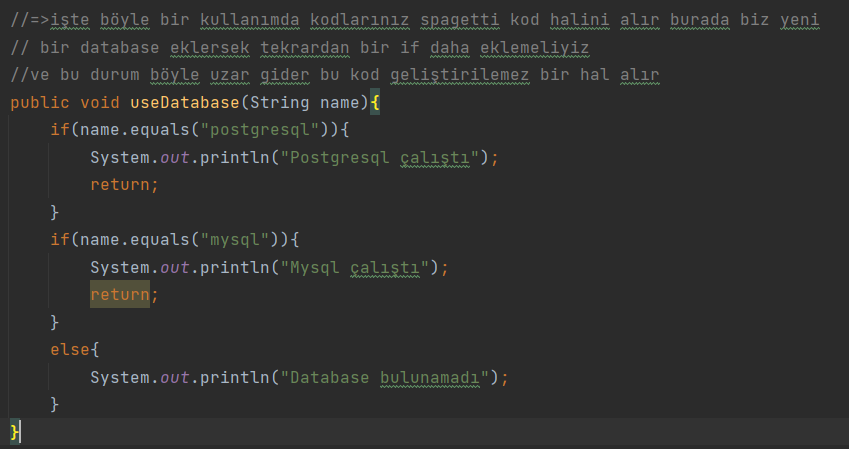 //=>işte böyle bir kullanımda kodlarınız spagetti kod halini alır burada biz yeni
// bir database eklersek tekrardan bir if daha eklemeliyiz
//ve bu durum böyle uzar gider bu kod geliştirilemez bir hal alır
public void useDatabase(String name){
    if(name.equals("postgresql")){
        System.out.println("Postgresql çalıştı");
        return;
    }
    if(name.equals("mysql")){
        System.out.println("Mysql çalıştı");
        return;
    }
    else{
        System.out.println("Database bulunamadı");
    }
}